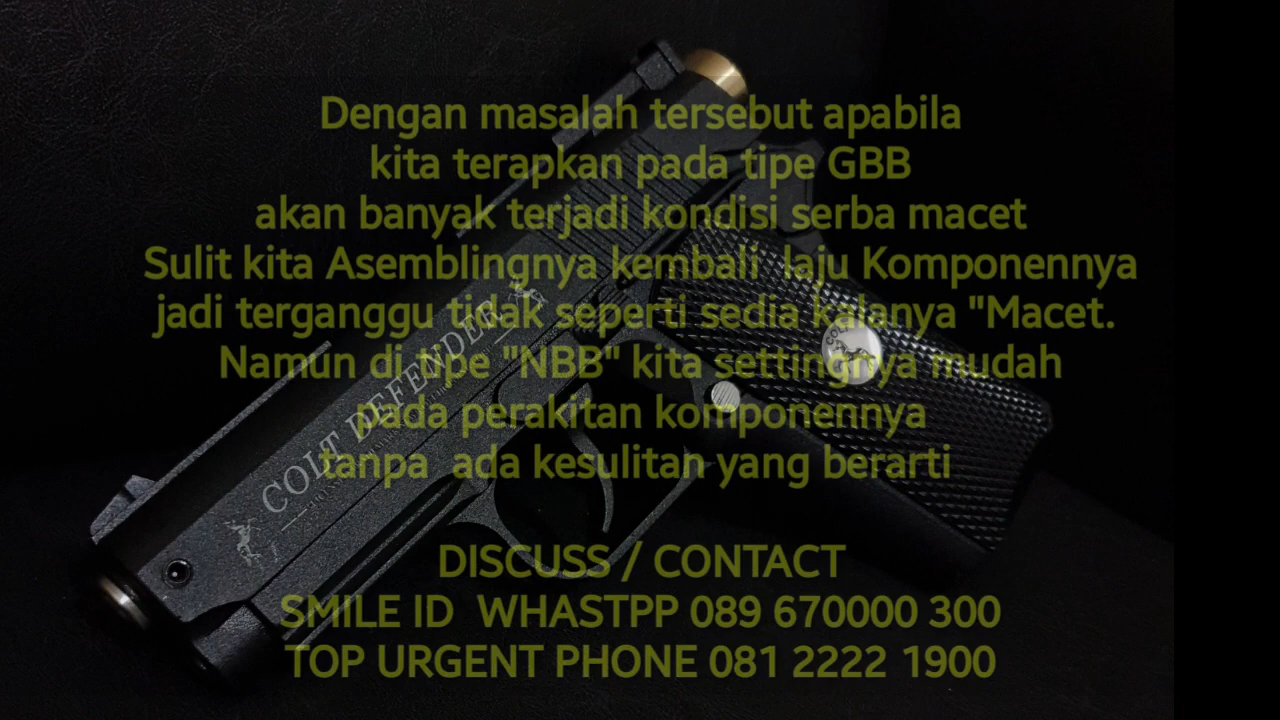 Dengan masalah tersebut apabila
kita terapkan pada tipe GBB
akan banyak terjadi kondisi serba macet
Sulit kita Asemblingnya kembali laju Komponennya
jadi terganggu tidak seperti sedia kalanya "Macet.
Namun di tipe "NBB" kita settingnya mudah
pada perakitan komponennya
tanpa ada kesulitan yang berarti
COLT DEFENDER
DISCUSS / CONTACT
SMILE ID WHASTPP 089 670000 300
TOP URGENT PHONE 081 2222 1900